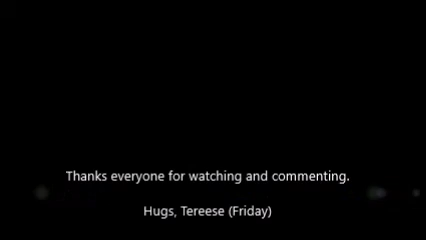 Thanks everyone for watching and commenting.
Hugs, Tereese (Friday)